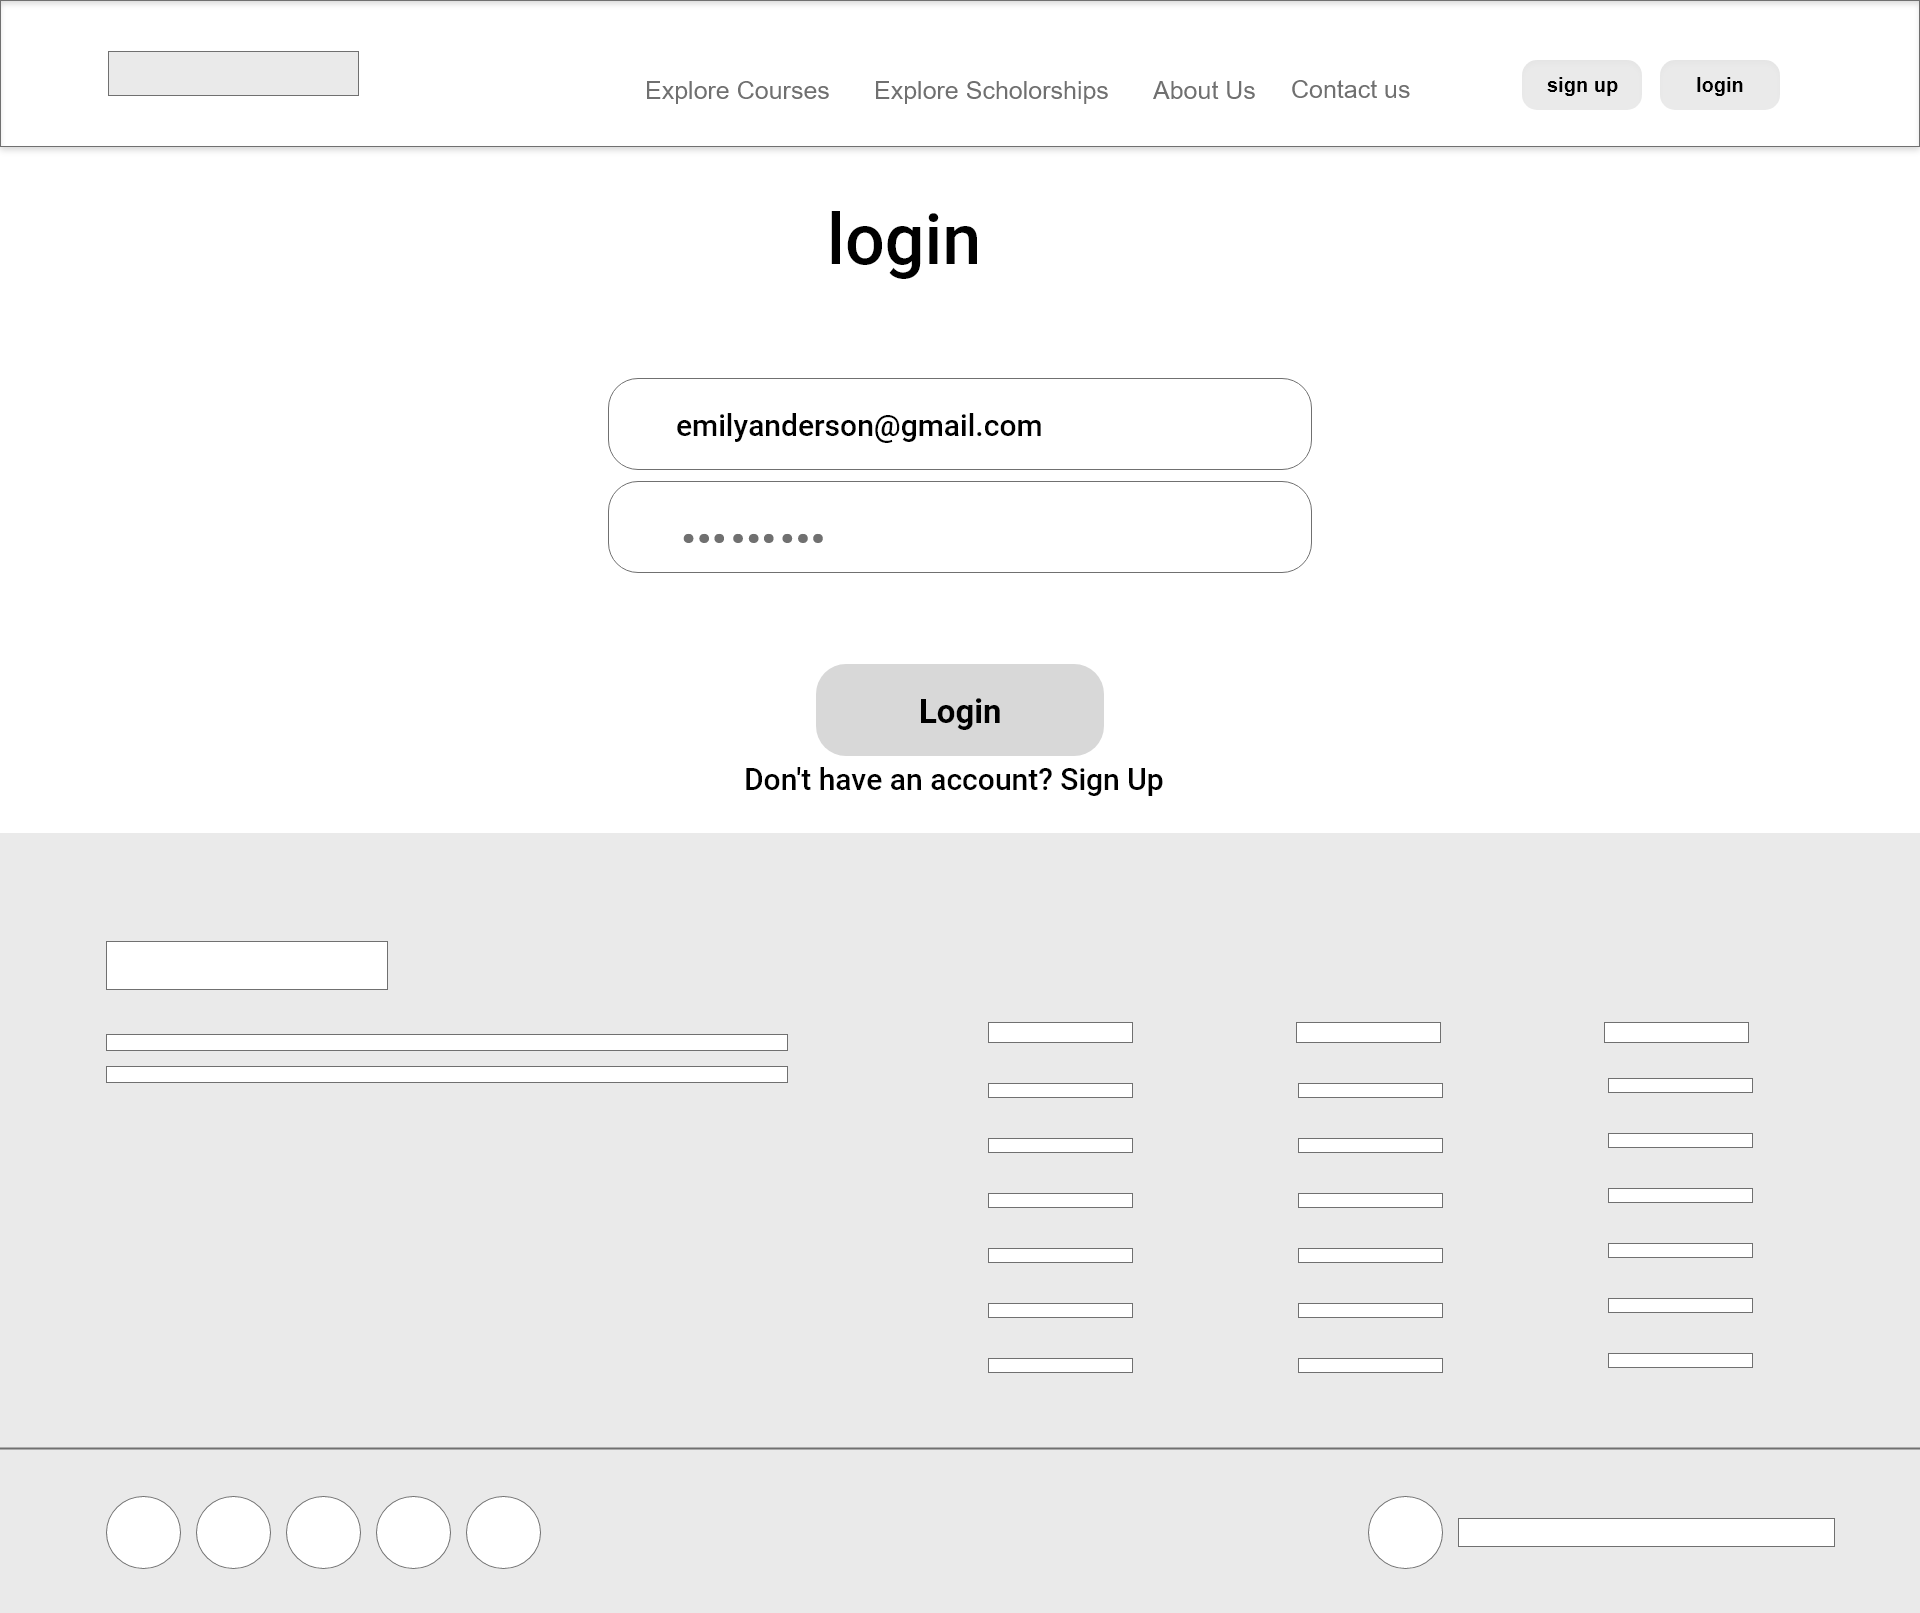 Explore Courses Explore Scholorships About Us Contact us sign up login
login
emilyanderson@gmail.com
•••••••••
Login
Don't have an account? Sign Up